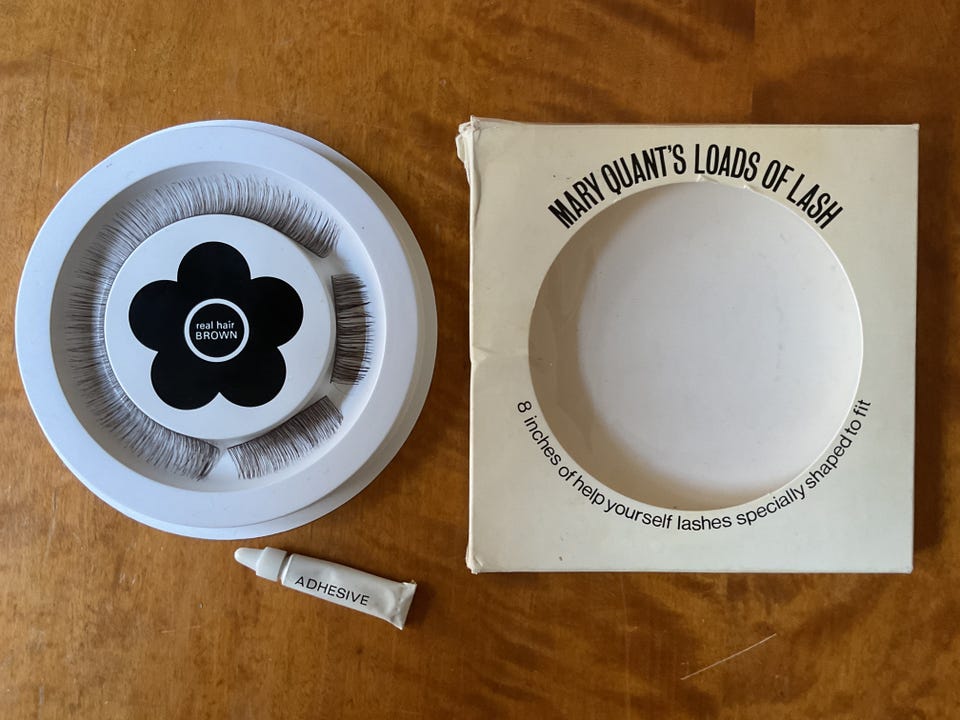 real hair
BROWN
ADHESIVE
MARY QUANT'S LOADS OF LASH
8 inches of help yourself lashes specially shaped to fit